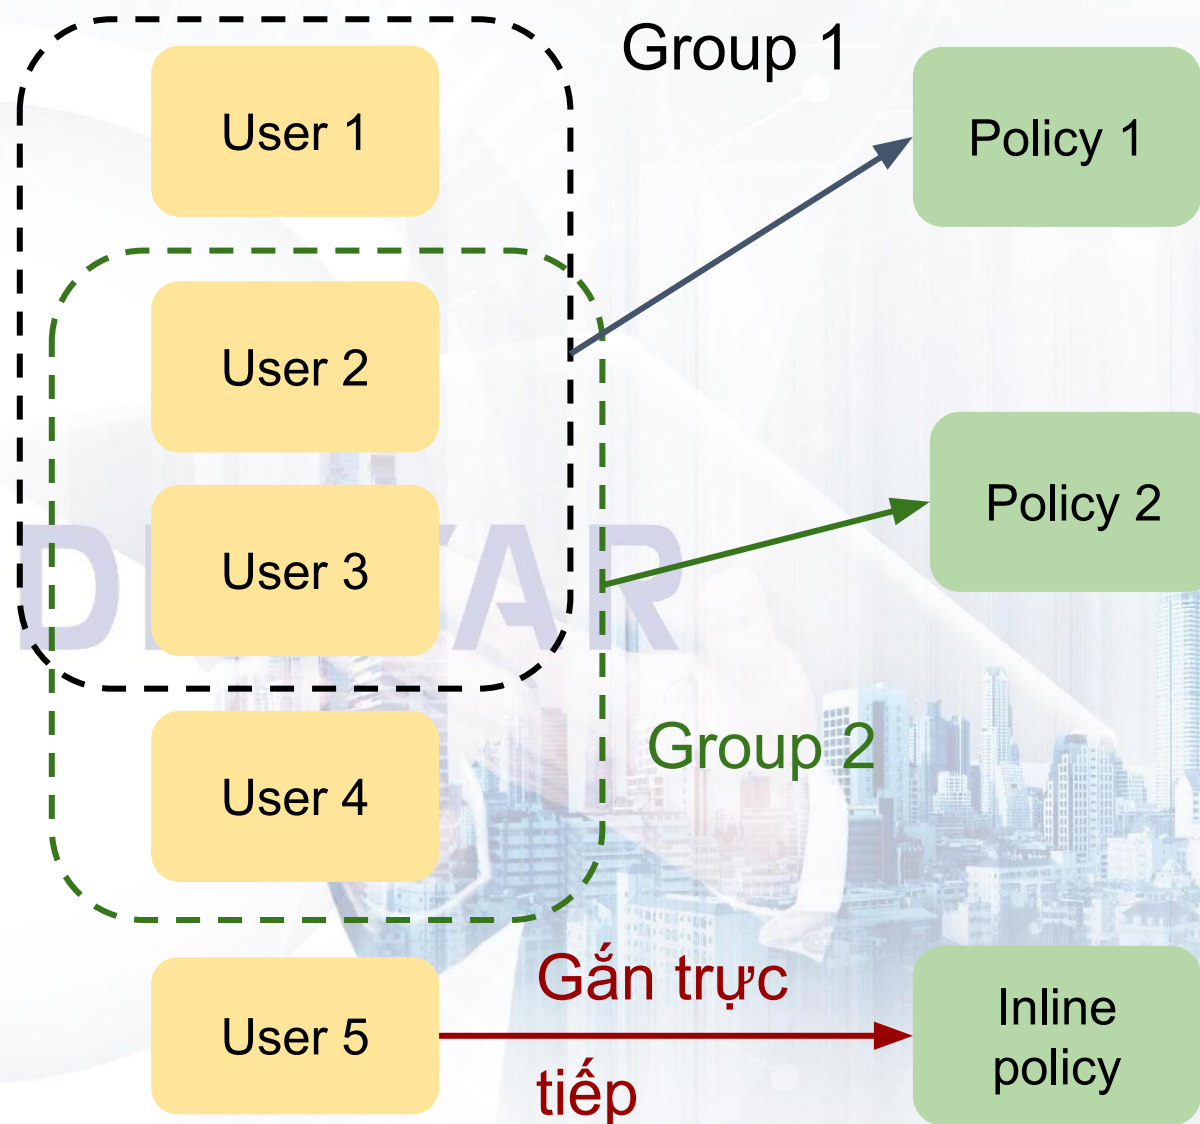 Group 1
User 1
Policy 1
User 2
Policy 2
User 3
Group 2
User 4
Gắn trực
tiếp
User 5
Inline
policy